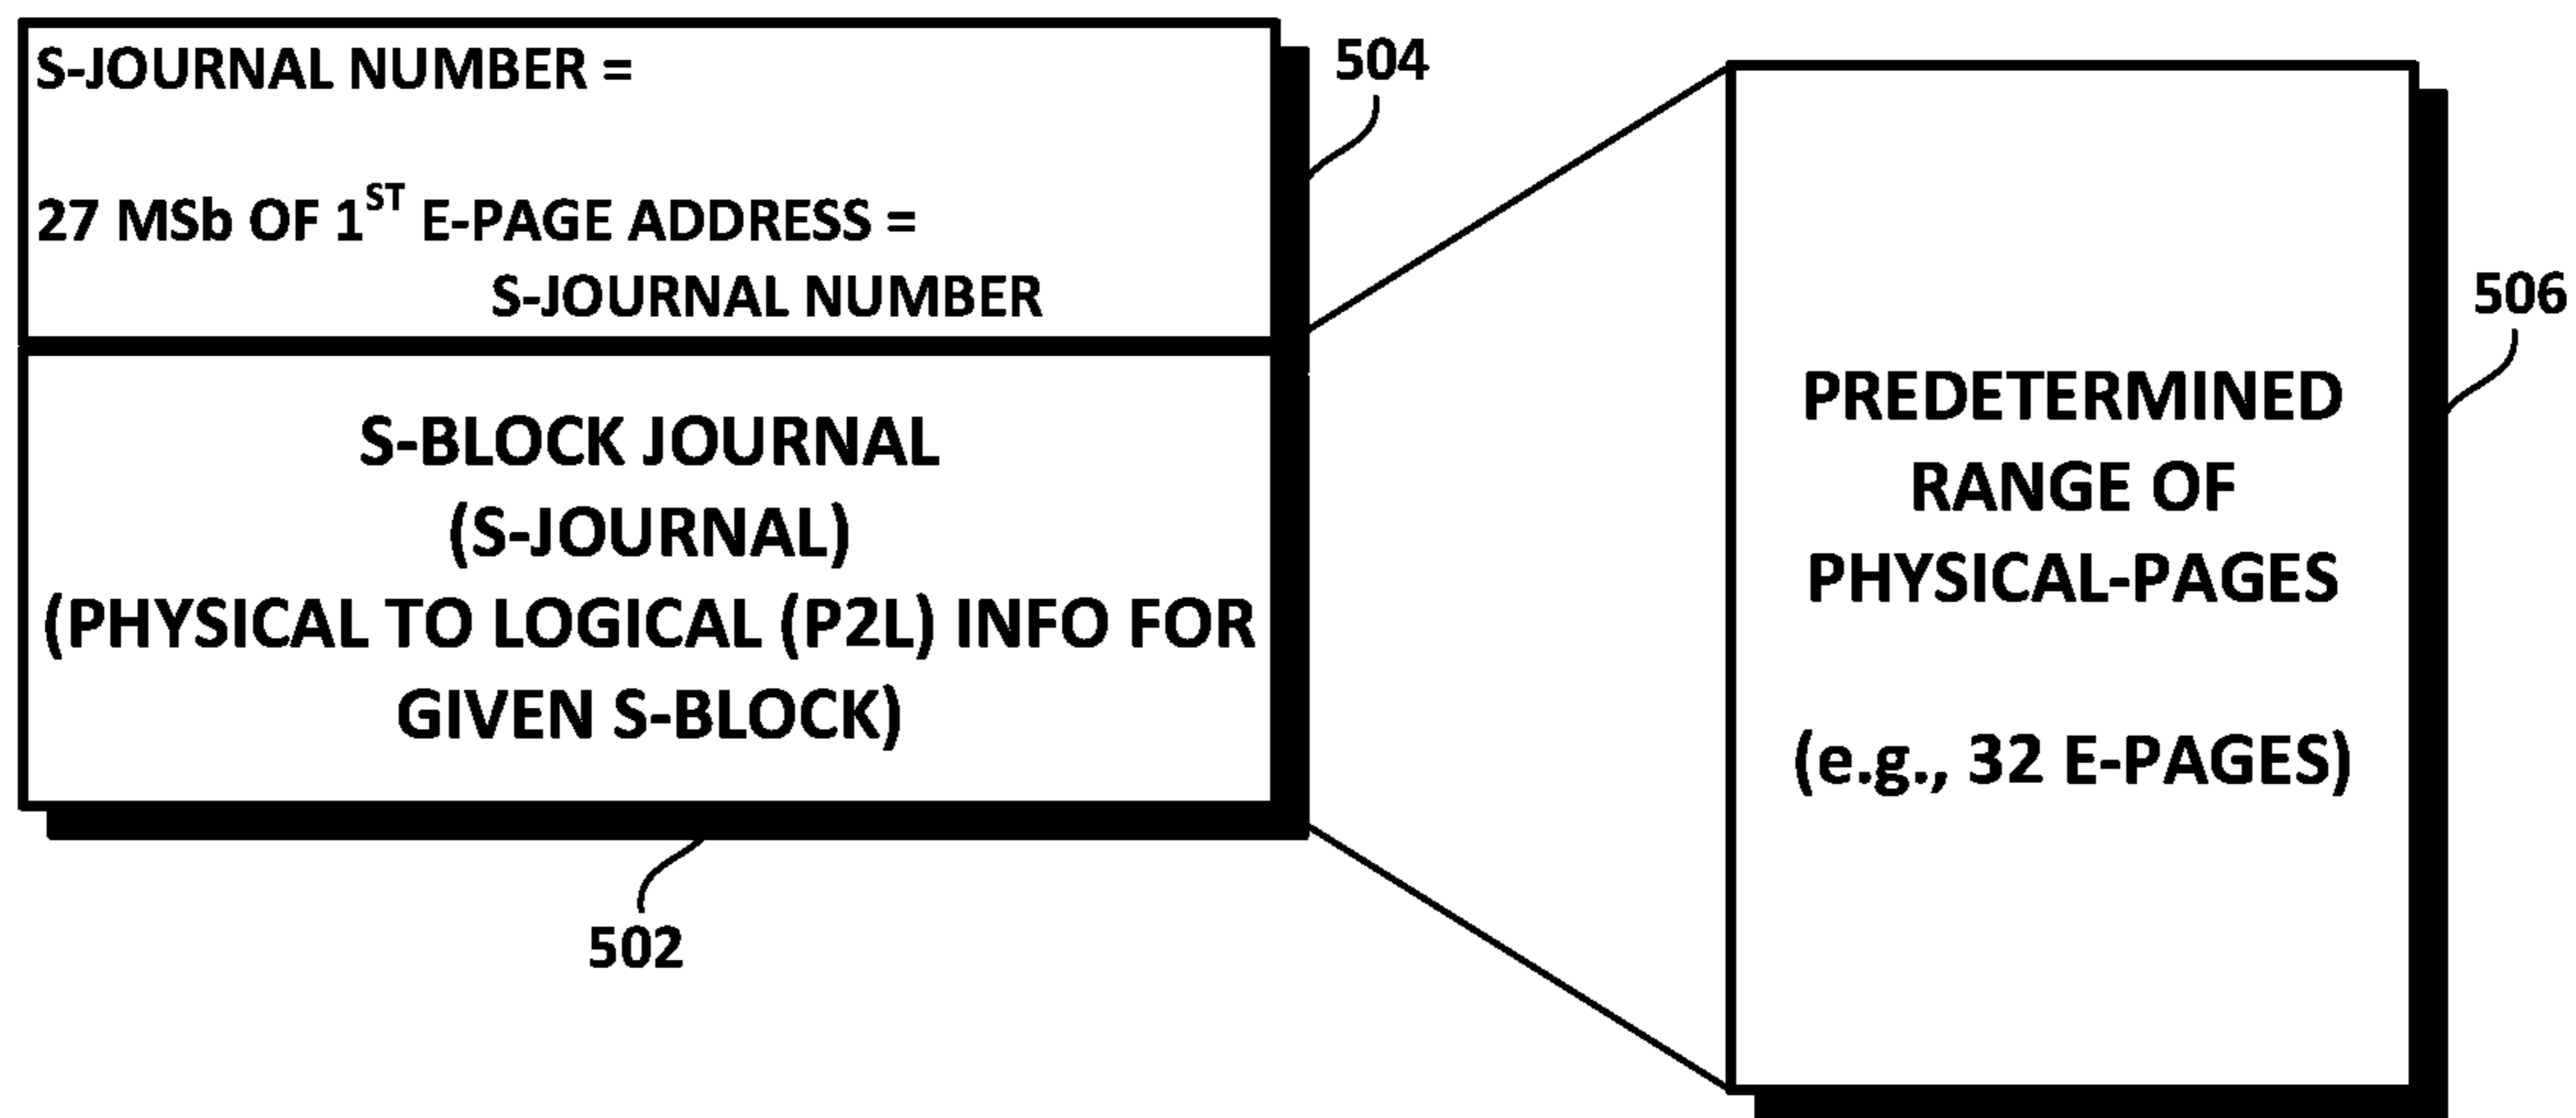 S-JOURNAL NUMBER =
27 MSb OF 1ST E-PAGE ADDRESS =
S-JOURNAL NUMBER
504
S-BLOCK JOURNAL
(S-JOURNAL)
(PHYSICAL TO LOGICAL (P2L) INFO FOR
GIVEN S-BLOCK)
502
PREDETERMINED
RANGE OF
PHYSICAL-PAGES
(e.g., 32 E-PAGES)
506